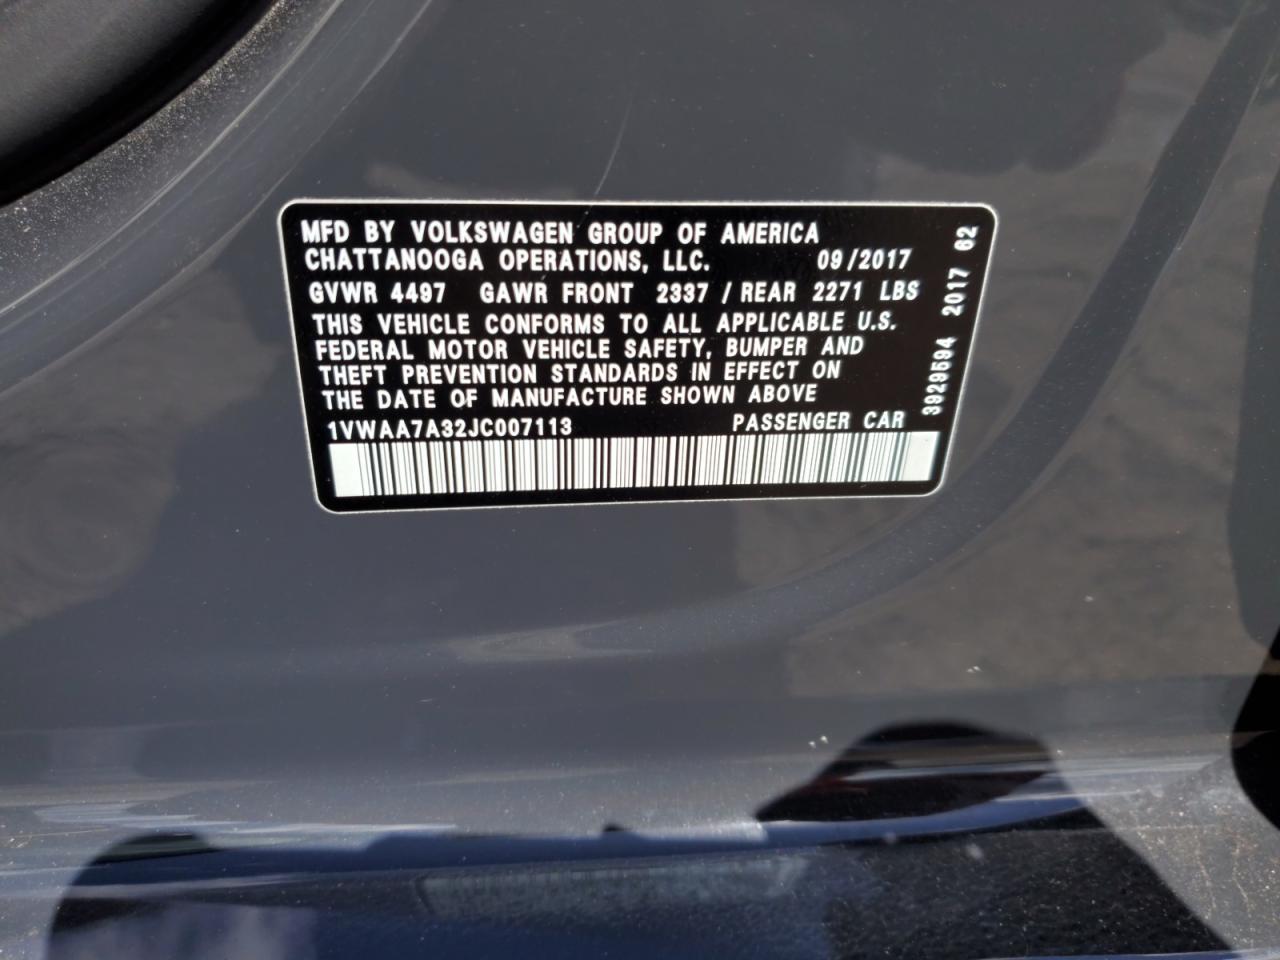 MFD BY VOLKSWAGEN GROUP OF AMERICA
CHATTANOOGA OPERATIONS, LLC. 09/2017
GVWR 4497 GAWR FRONT 2337 / REAR 2271 LBS
THIS VEHICLE CONFORMS TO ALL APPLICABLE U.S.
FEDERAL MOTOR VEHICLE SAFETY, BUMPER AND
THEFT PREVENTION STANDARDS IN EFFECT ON
THE DATE OF MANUFACTURE SHOWN ABOVE
1VWAA7A32JC007113 PASSENGER CAR
3929594 2017 62